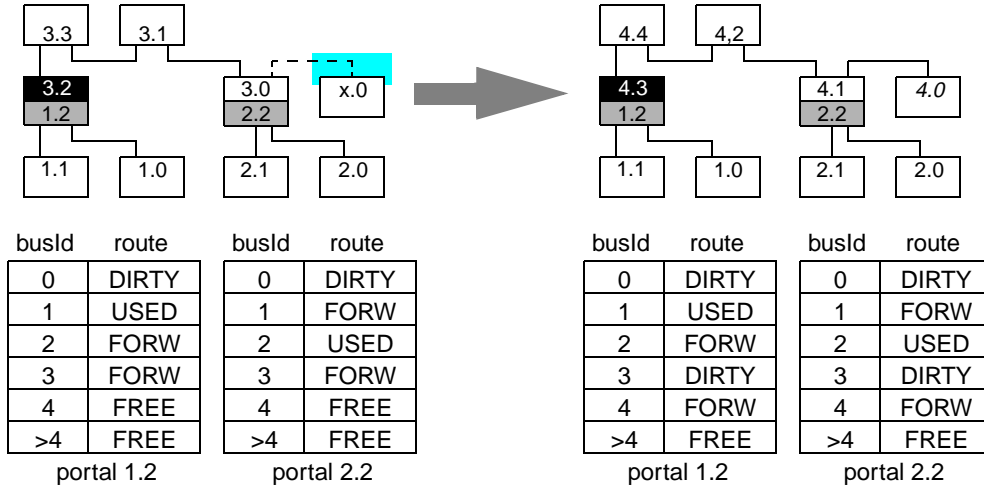 3.3 3.1 4.4 4,2
3.2 3.0 x.0 4.3 4.1 4.0
1.2 2.2 1.2 2.2
1.1 1.0 2.1 2.0 1.1 1.0 2.1 2.0
busId route busId route busId route busId route
0 DIRTY 0 DIRTY 0 DIRTY 0 DIRTY
1 USED 1 FORW 1 USED 1 FORW
2 FORW 2 USED 2 FORW 2 USED
3 FORW 3 FORW 3 DIRTY 3 DIRTY
4 FREE 4 FREE 4 FORW 4 FORW
>4 FREE >4 FREE >4 FREE >4 FREE
portal 1.2 portal 2.2 portal 1.2 portal 2.2